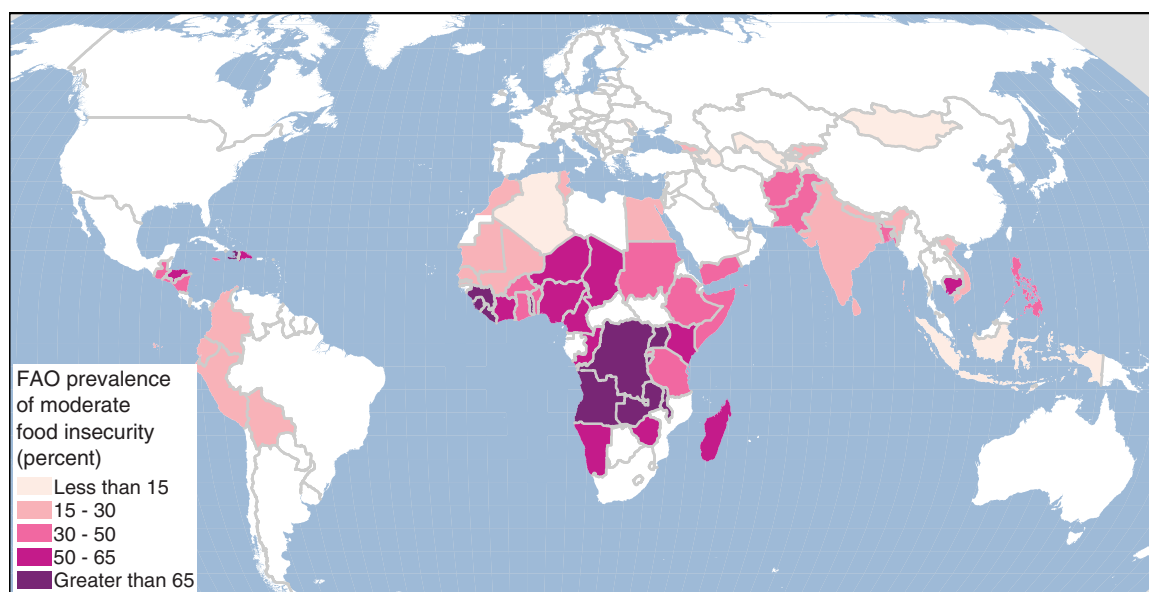 FAO prevalence
of moderate
food insecurity
(percent)
Less than 15
15 - 30
30 - 50
50 - 65
Greater than 65